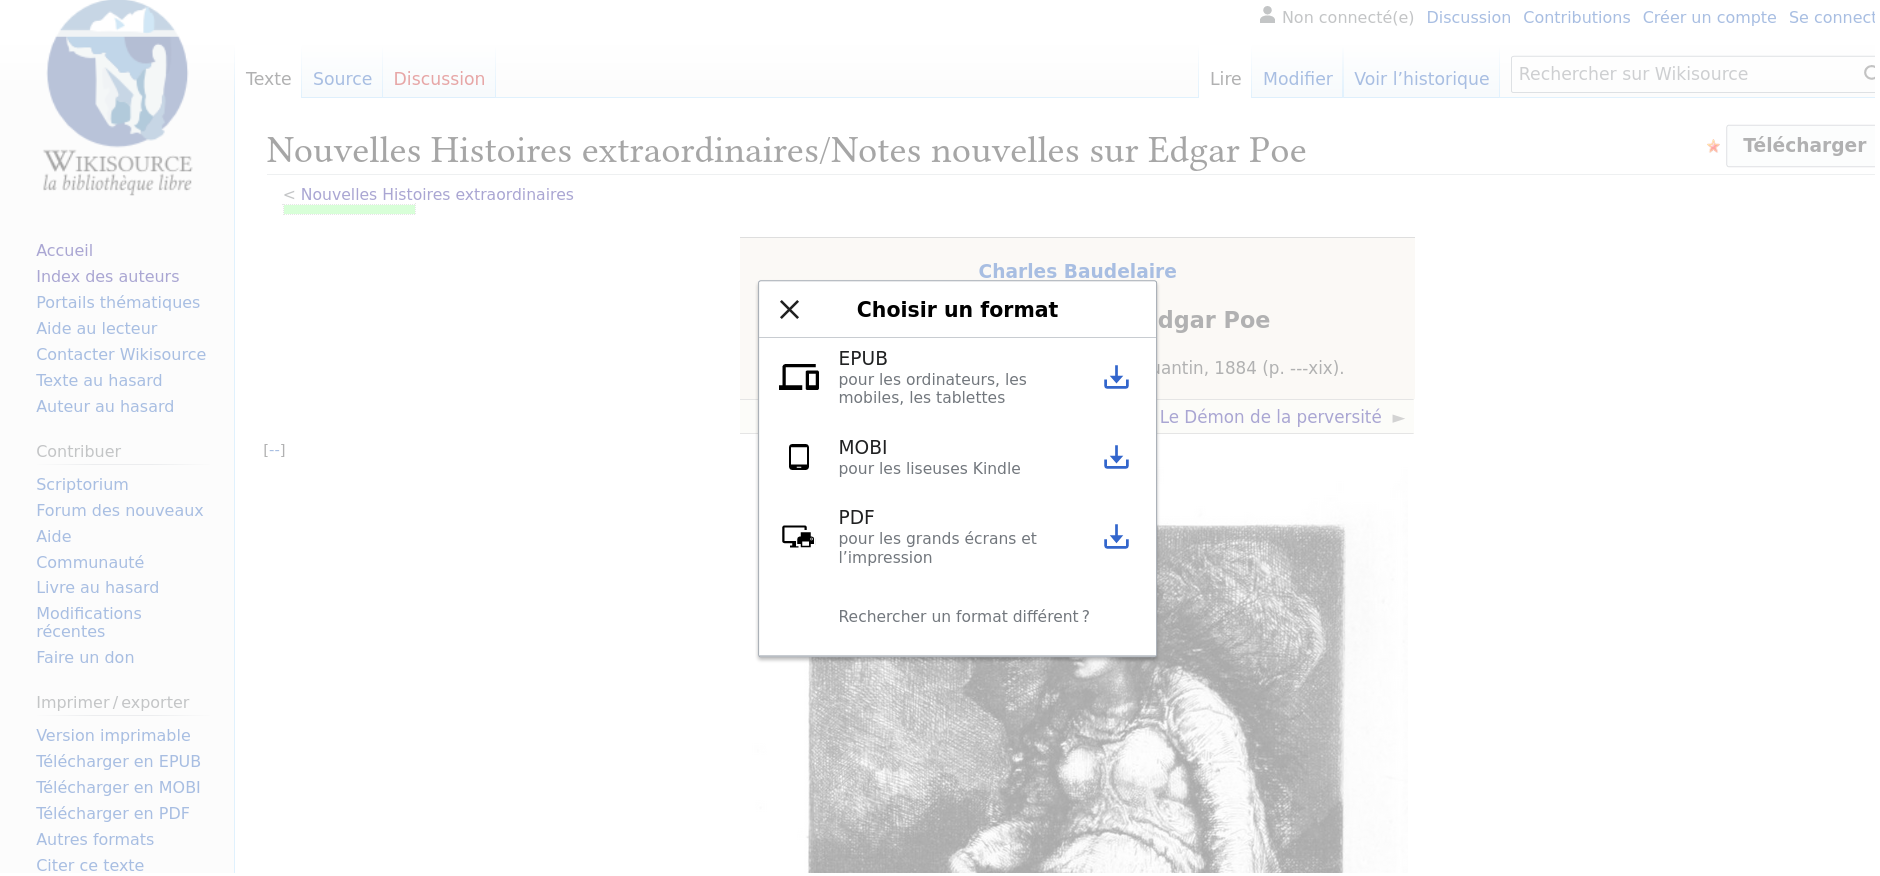 Non connecté(e) Discussion Contributions Créer un compte Se connect
Texte Source Discussion Lire Modifier Voir l’historique Rechercher sur Wikisource
WIKISOURCE
la bibliothèque libre
Nouvelles Histoires extraordinaires/Notes nouvelles sur Edgar Poe
Télécharger
< Nouvelles Histoires extraordinaires
Accueil
Index des auteurs
Portails thématiques
Aide au lecteur
Contacter Wikisource
Texte au hasard
Auteur au hasard
Contribuer
Scriptorium
Forum des nouveaux
Aide
Communauté
Livre au hasard
Modifications
récentes
Faire un don
Imprimer / exporter
Version imprimable
Télécharger en EPUB
Télécharger en MOBI
Télécharger en PDF
Autres formats
Citer ce texte
Charles Baudelaire
dgar Poe
uantin, 1884 (p. ---xix).
Le Démon de la perversité ►
[--]
Choisir un format
EPUB
pour les ordinateurs, les
mobiles, les tablettes
MOBI
pour les liseuses Kindle
PDF
pour les grands écrans et
l’impression
Rechercher un format différent ?